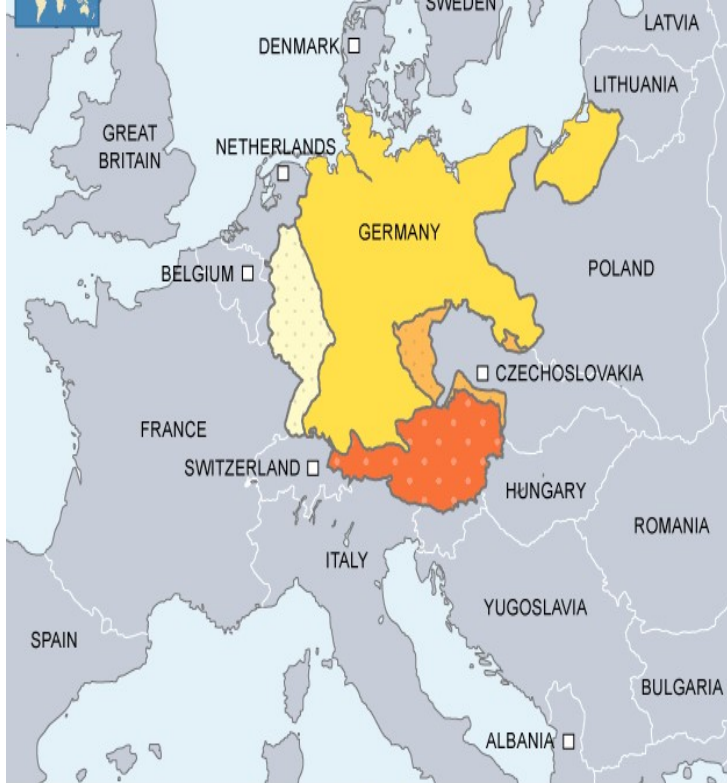 SWEDEN
LATVIA
DENMARK
LITHUANIA
GREAT
BRITAIN
NETHERLANDS
GERMANY
BELGIUM
POLAND
CZECHOSLOVAKIA
FRANCE
SWITZERLAND
HUNGARY
ROMANIA
ITALY
YUGOSLAVIA
SPAIN
BULGARIA
ALBANIA